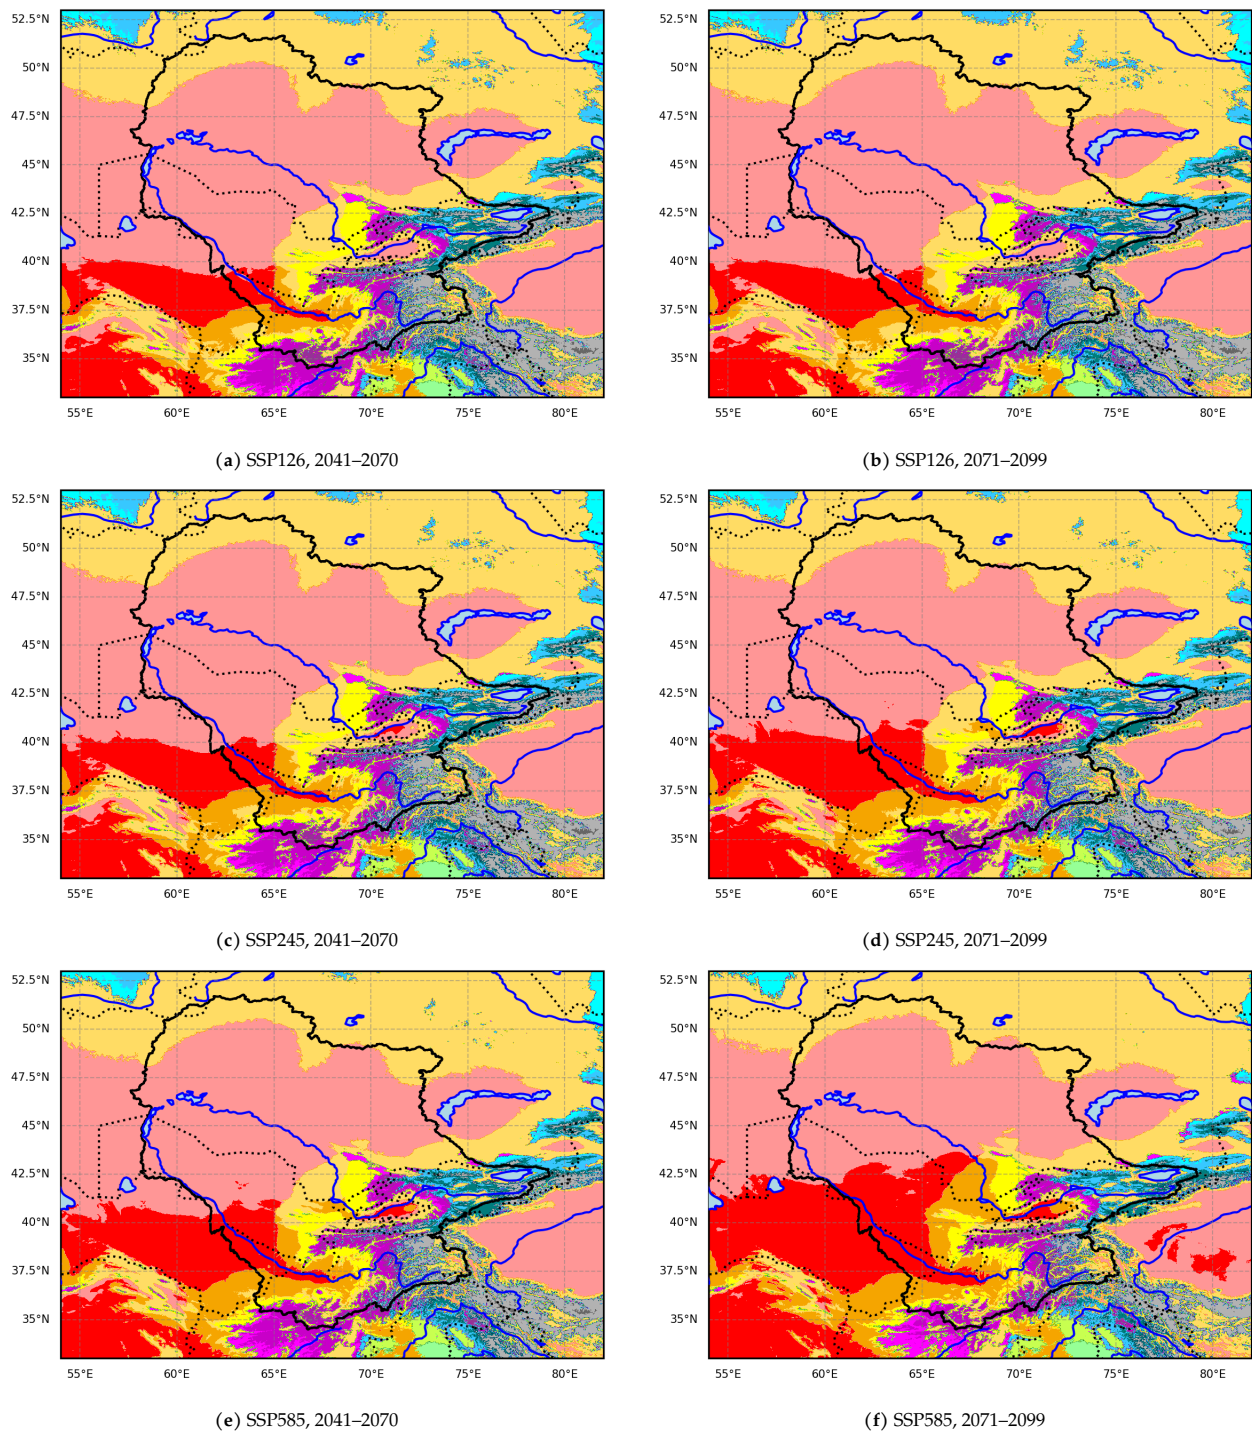 52.5°N
50°N
47.5°N
45°N
42.5°N
40°N
37.5°N
35°N
55°E 60°E 65°E 70°E 75°E 80°E
(a) SSP126, 2041–2070
52.5°N
50°N
47.5°N
45°N
42.5°N
40°N
37.5°N
35°N
55°E 60°E 65°E 70°E 75°E 80°E
(b) SSP126, 2071–2099
52.5°N
50°N
47.5°N
45°N
42.5°N
40°N
37.5°N
35°N
55°E 60°E 65°E 70°E 75°E 80°E
(c) SSP245, 2041–2070
52.5°N
50°N
47.5°N
45°N
42.5°N
40°N
37.5°N
35°N
55°E 60°E 65°E 70°E 75°E 80°E
(d) SSP245, 2071–2099
52.5°N
50°N
47.5°N
45°N
42.5°N
40°N
37.5°N
35°N
55°E 60°E 65°E 70°E 75°E 80°E
(e) SSP585, 2041–2070
52.5°N
50°N
47.5°N
45°N
42.5°N
40°N
37.5°N
35°N
55°E 60°E 65°E 70°E 75°E 80°E
(f) SSP585, 2071–2099